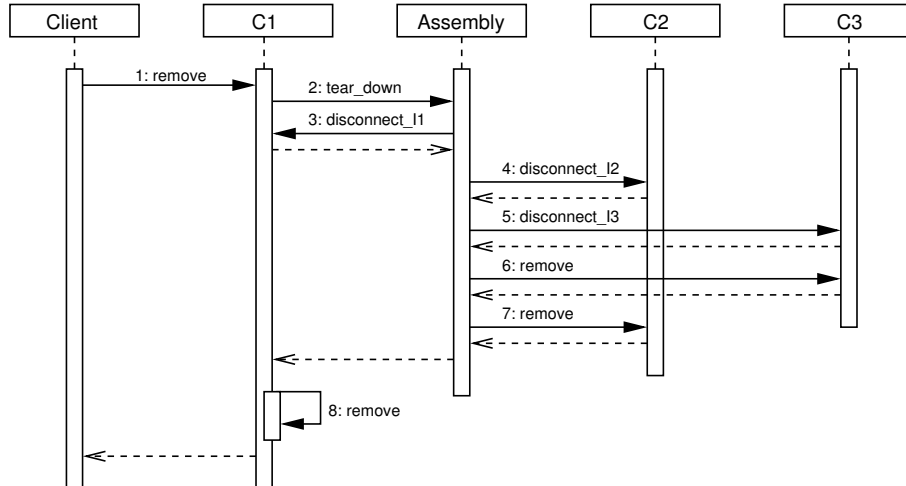 Client
C1
Assembly
C2
C3
1: remove
2: tear_down
3: disconnect_I1
4: disconnect_I2
5: disconnect_I3
6: remove
7: remove
8: remove